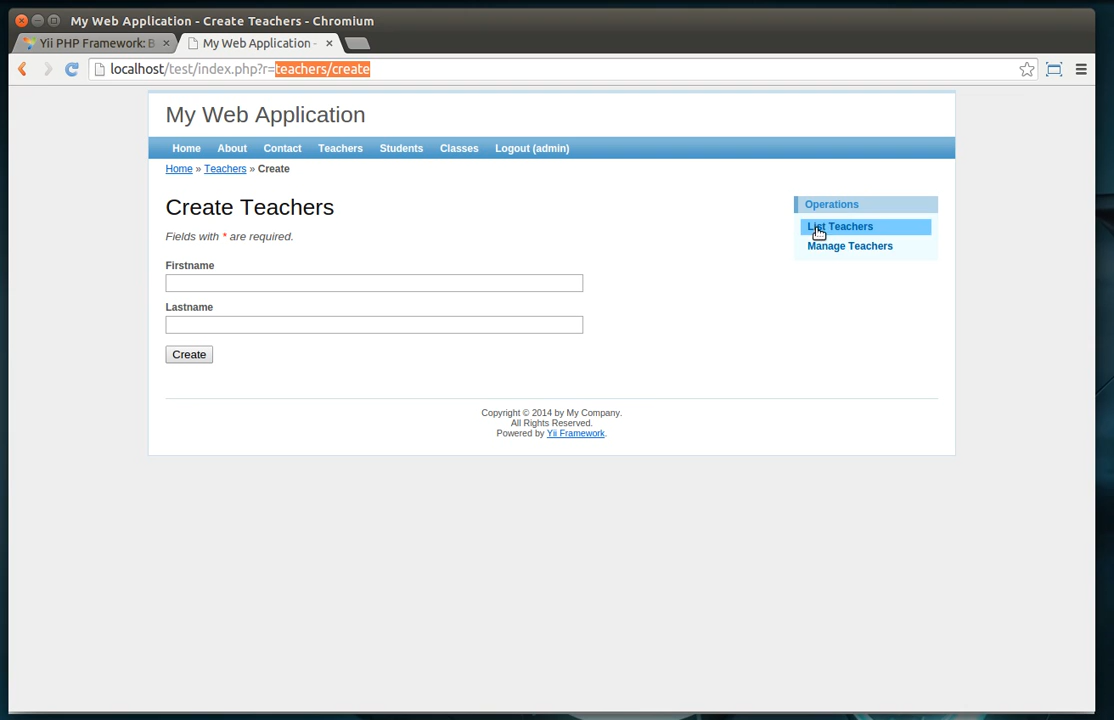 My Web Application - Create Teachers - Chromium
Yii PHP Framework: B
My Web Application -
localhost/test/index.php?r=teachers/create
My Web Application
Home About Contact Teachers Students Classes Logout (admin)
Home » Teachers » Create
Create Teachers
Fields with * are required.
Firstname
Lastname
Create
Operations
List Teachers
Manage Teachers
Copyright © 2014 by My Company.
All Rights Reserved.
Powered by Yii Framework.